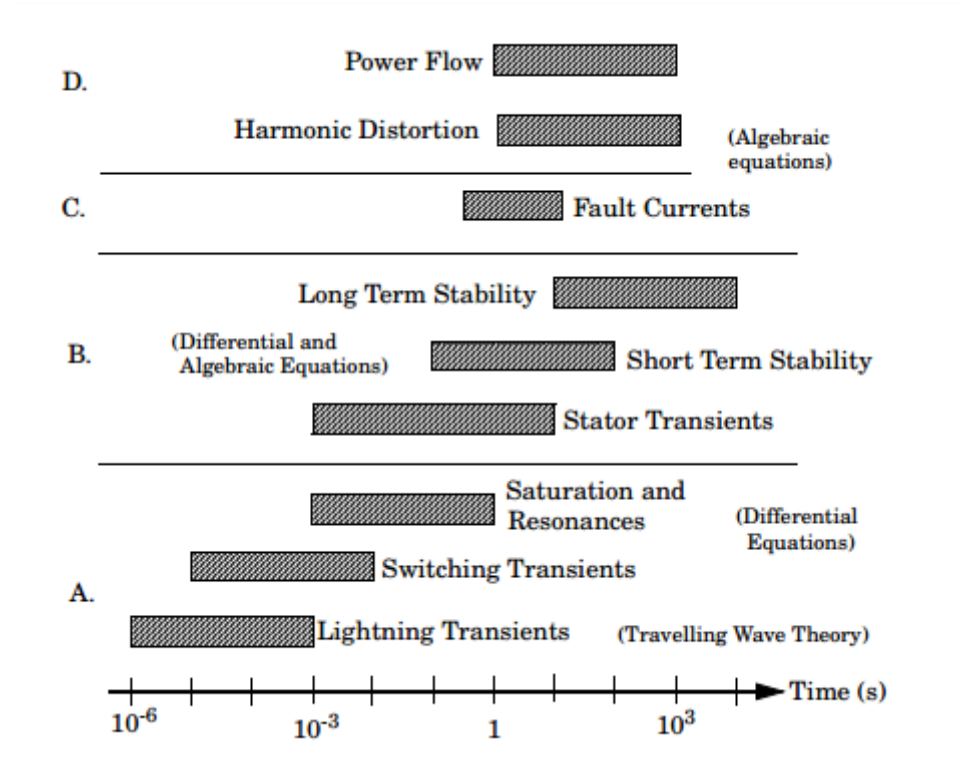 Power Flow
D.
Harmonic Distortion
(Algebraic
equations)
C.
Fault Currents
Long Term Stability
(Differential and
Algebraic Equations)
B.
Short Term Stability
Stator Transients
Saturation and
Resonances
(Differential
Equations)
Switching Transients
A.
Lightning Transients
(Travelling Wave Theory)
Time (s)
10-6
10-3
1
103